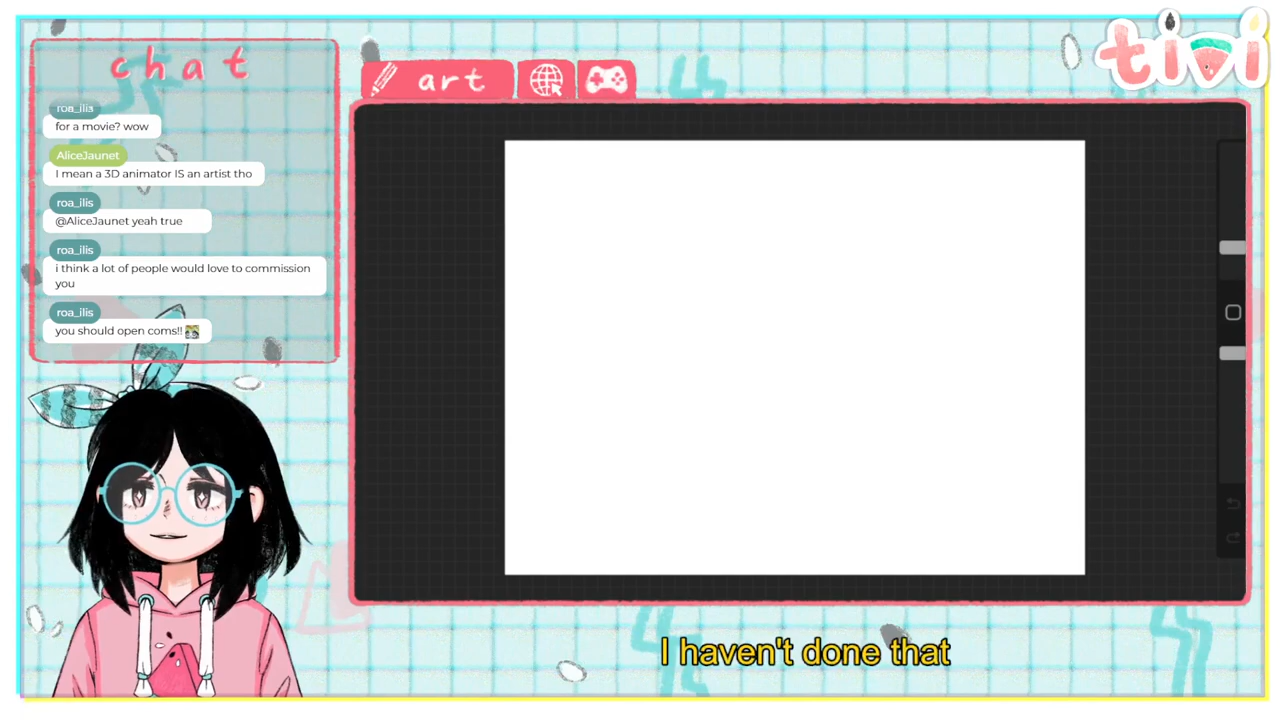 chat
roa_ilis
for a movie? wow
AliceJaunet
I mean a 3D animator IS an artist tho
roa_ilis
@AliceJaunet yeah true
roa_ilis
i think a lot of people would love to commission
you
roa_ilis
you should open coms!!
art
tivi
I haven't done that